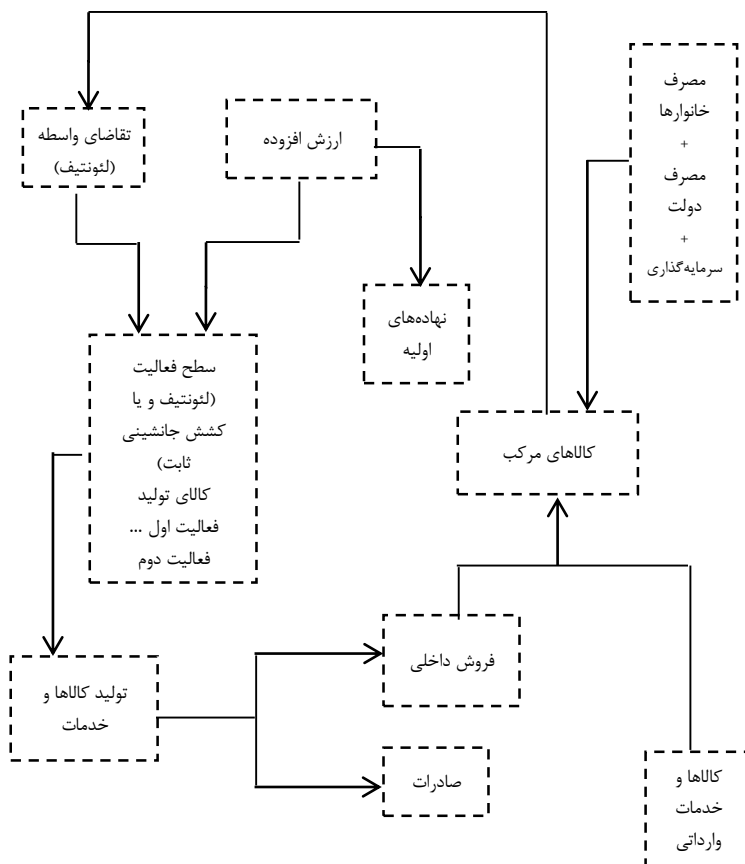 مصرف
خانوارها
+
مصرف
دولت
+
سرمایه‌گذاری
ارزش افزوده
تقاضای واسطه
(لئونتیف)
نهاده‌های
اولیه
سطح فعالیت
(لئونتیف و یا
کشش جانشینی
ثابت)
کالای تولید
فعالیت اول ...
فعالیت دوم
کالاهای مرکب
فروش داخلی
تولید کالاها و
خدمات
صادرات
کالاها و
خدمات
وارداتی